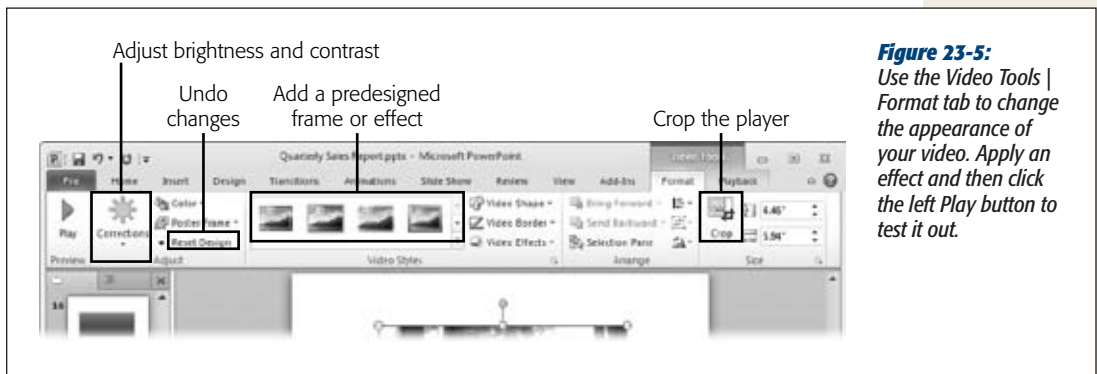 Adjust brightness and contrast
Undo
changes
Add a predesigned
frame or effect
Crop the player
Figure 23-5:
Use the Video Tools |
Format tab to change
the appearance of
your video. Apply an
effect and then click
the left Play button to
test it out.
Quarterly Sales Report.pptx - Microsoft PowerPoint
Video Tools
File Home Insert Design Transitions Animations Slide Show Review View Add-Ins Format Playback
Color
Video Shape
Bring Forward
4.46"
Poster Frame
Video Border
Send Backward
Play Corrections
Reset Design
Video Effects
Selection Pane
Crop
5.94"
Preview Adjust Video Styles Arrange Size
16